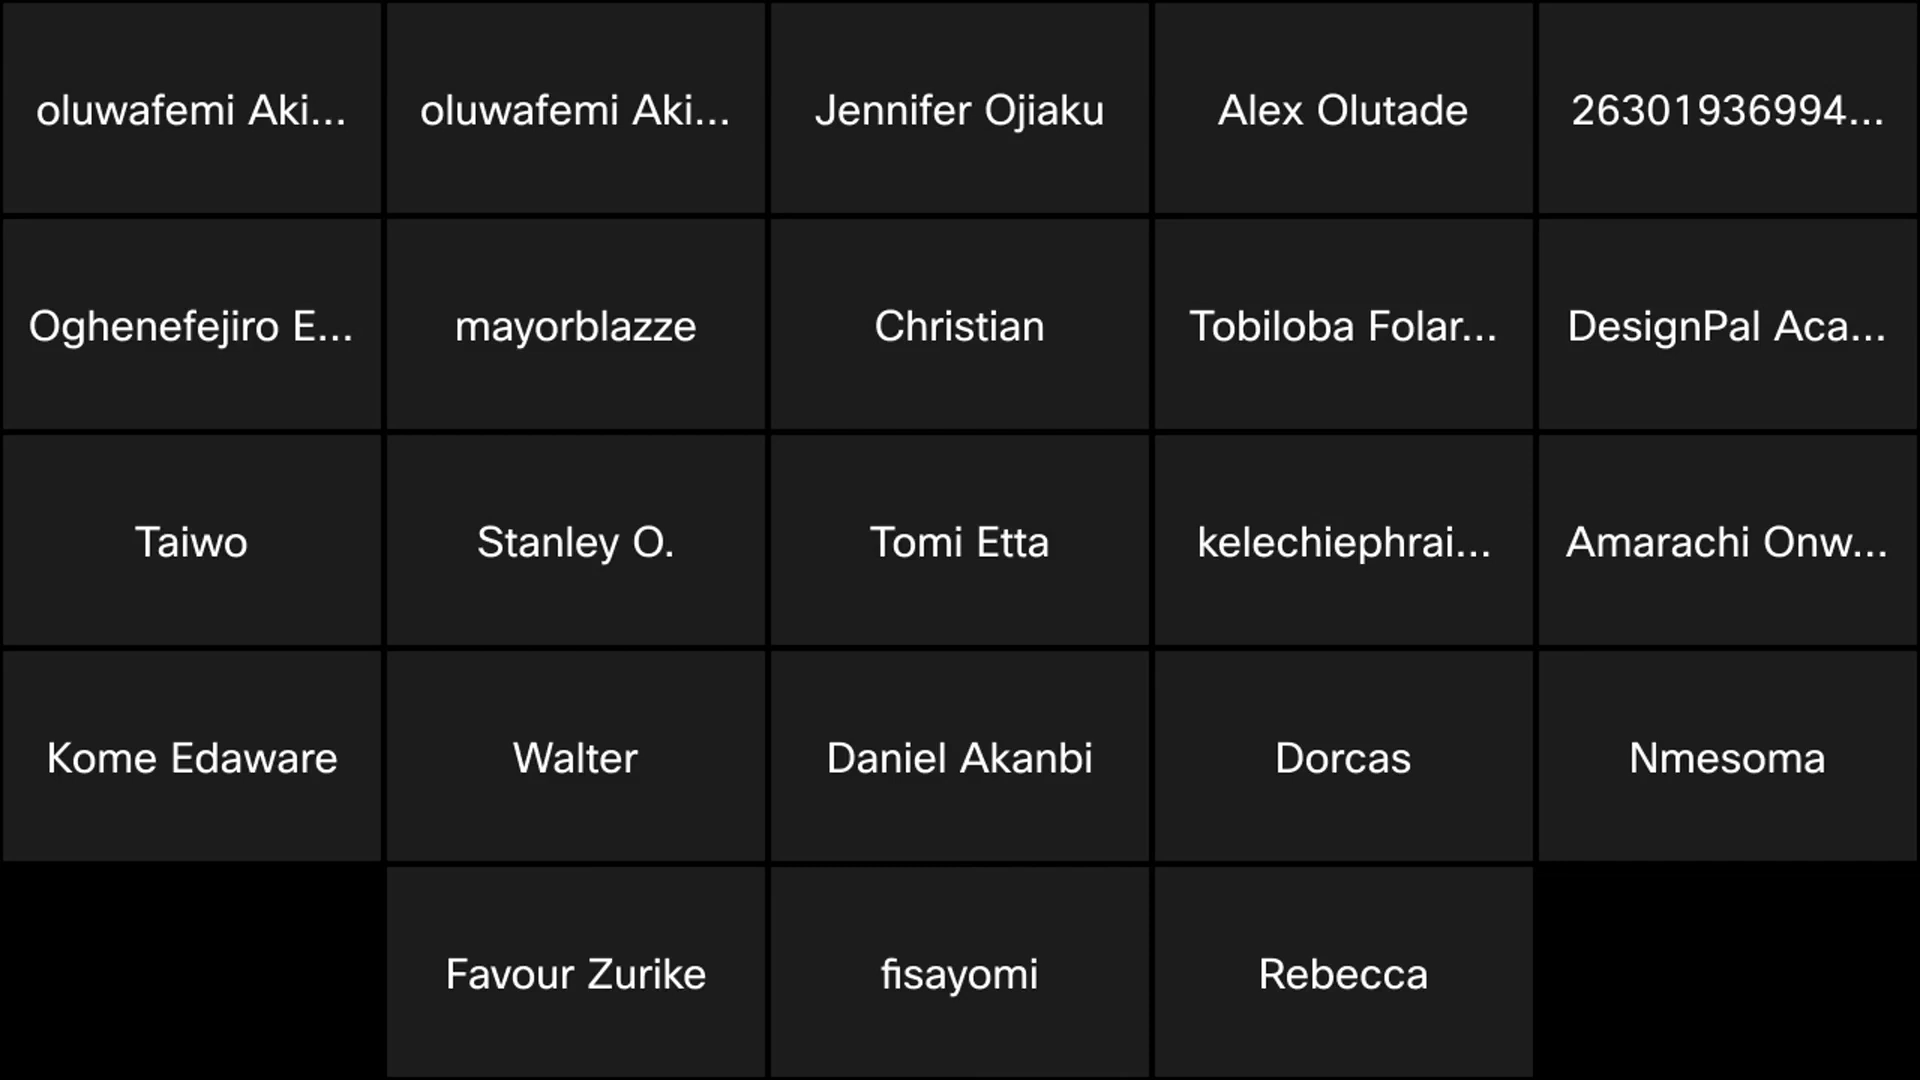 oluwafemi Aki...
oluwafemi Aki...
Jennifer Ojiaku
Alex Olutade
26301936994...
Oghenefejiro E...
mayorblazze
Christian
Tobiloba Folar...
DesignPal Aca...
Taiwo
Stanley O.
Tomi Etta
kelechiephrai...
Amarachi Onw...
Kome Edaware
Walter
Daniel Akanbi
Dorcas
Nmesoma
Favour Zurike
fisayomi
Rebecca